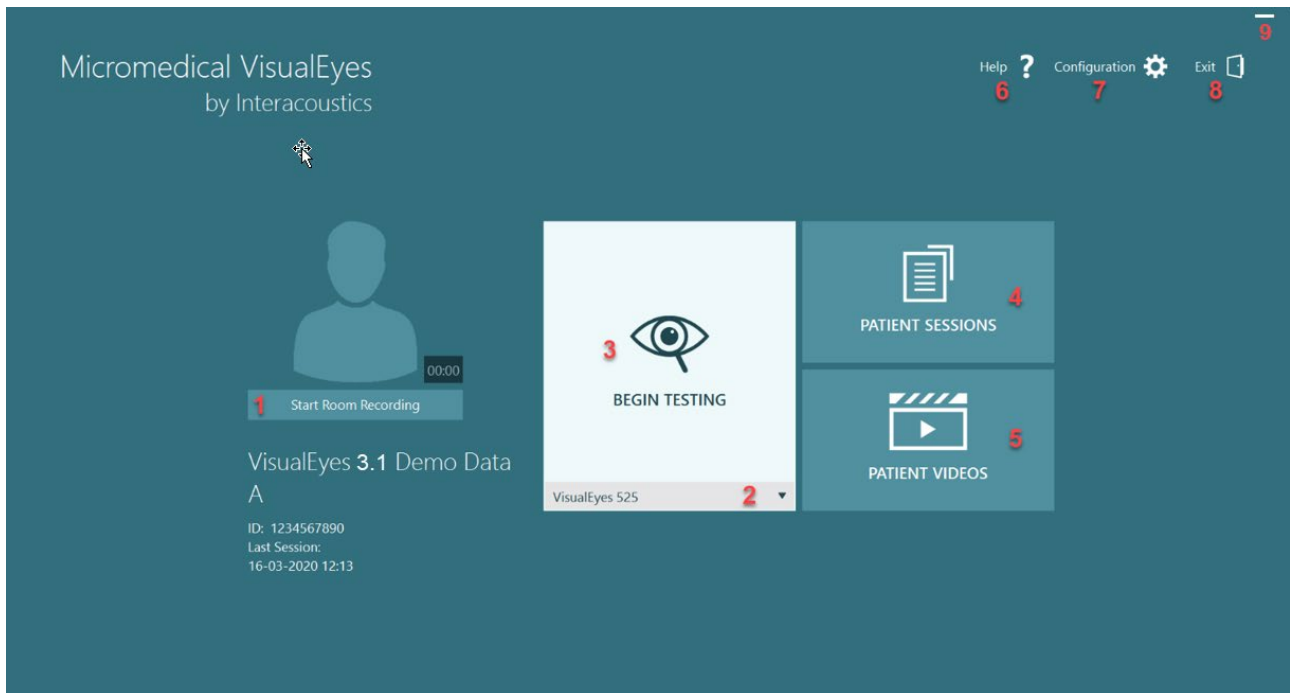 9
Micromedical VisualEyes
by Interacoustics
Help ? Configuration Exit
6 7 8
00:00
1 Start Room Recording
VisualEyes 3.1 Demo Data
A
ID: 1234567890
Last Session:
16-03-2020 12:13
3
BEGIN TESTING
VisualEyes 525 2
4
PATIENT SESSIONS
5
PATIENT VIDEOS